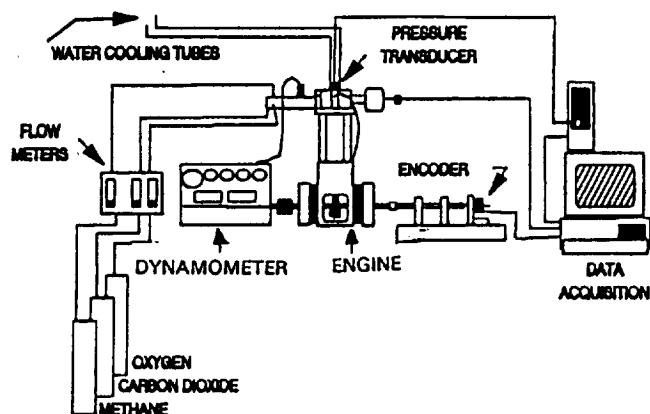 WATER COOLING TUBES
PRESSURE
TRANSDUCER
FLOW
METERS
ENCODER
DYNAMOMETER
ENGINE
DATA
ACQUISITION
OXYGEN
CARBON DIOXIDE
METHANE